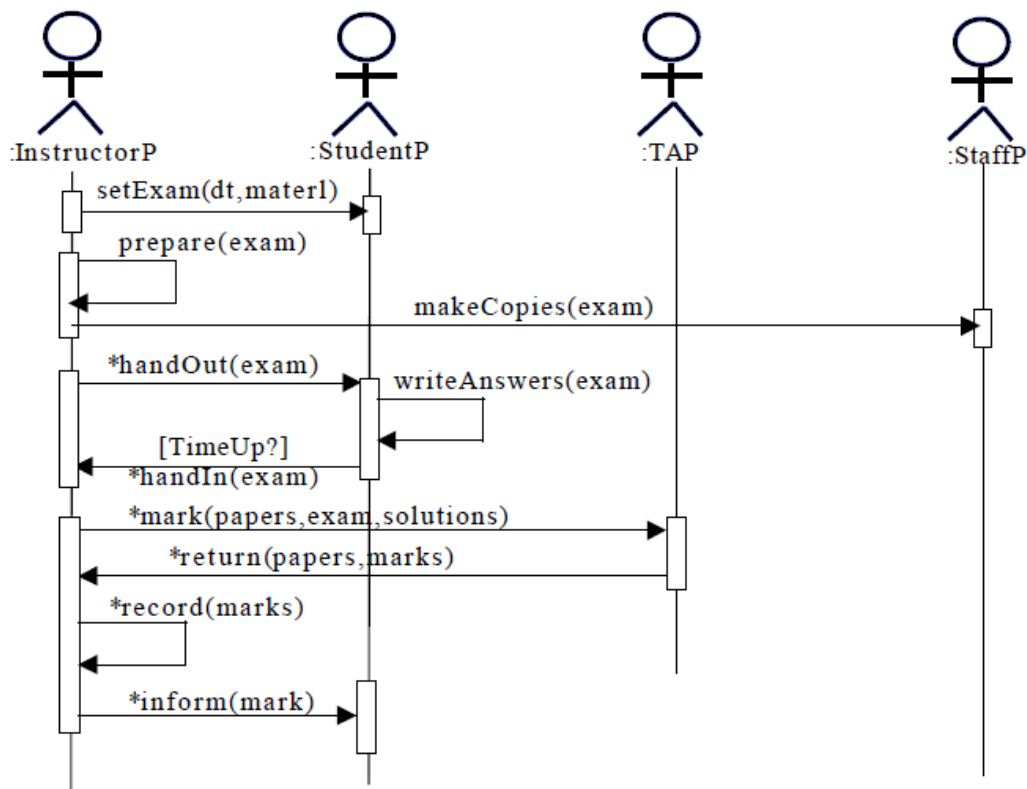 :InstructorP
:StudentP
:TAP
:StaffP
setExam(dt,materl)
prepare(exam)
makeCopies(exam)
*handOut(exam)
writeAnswers(exam)
[TimeUp?]
*handIn(exam)
*mark(papers,exam,solutions)
*return(papers,marks)
*record(marks)
*inform(mark)